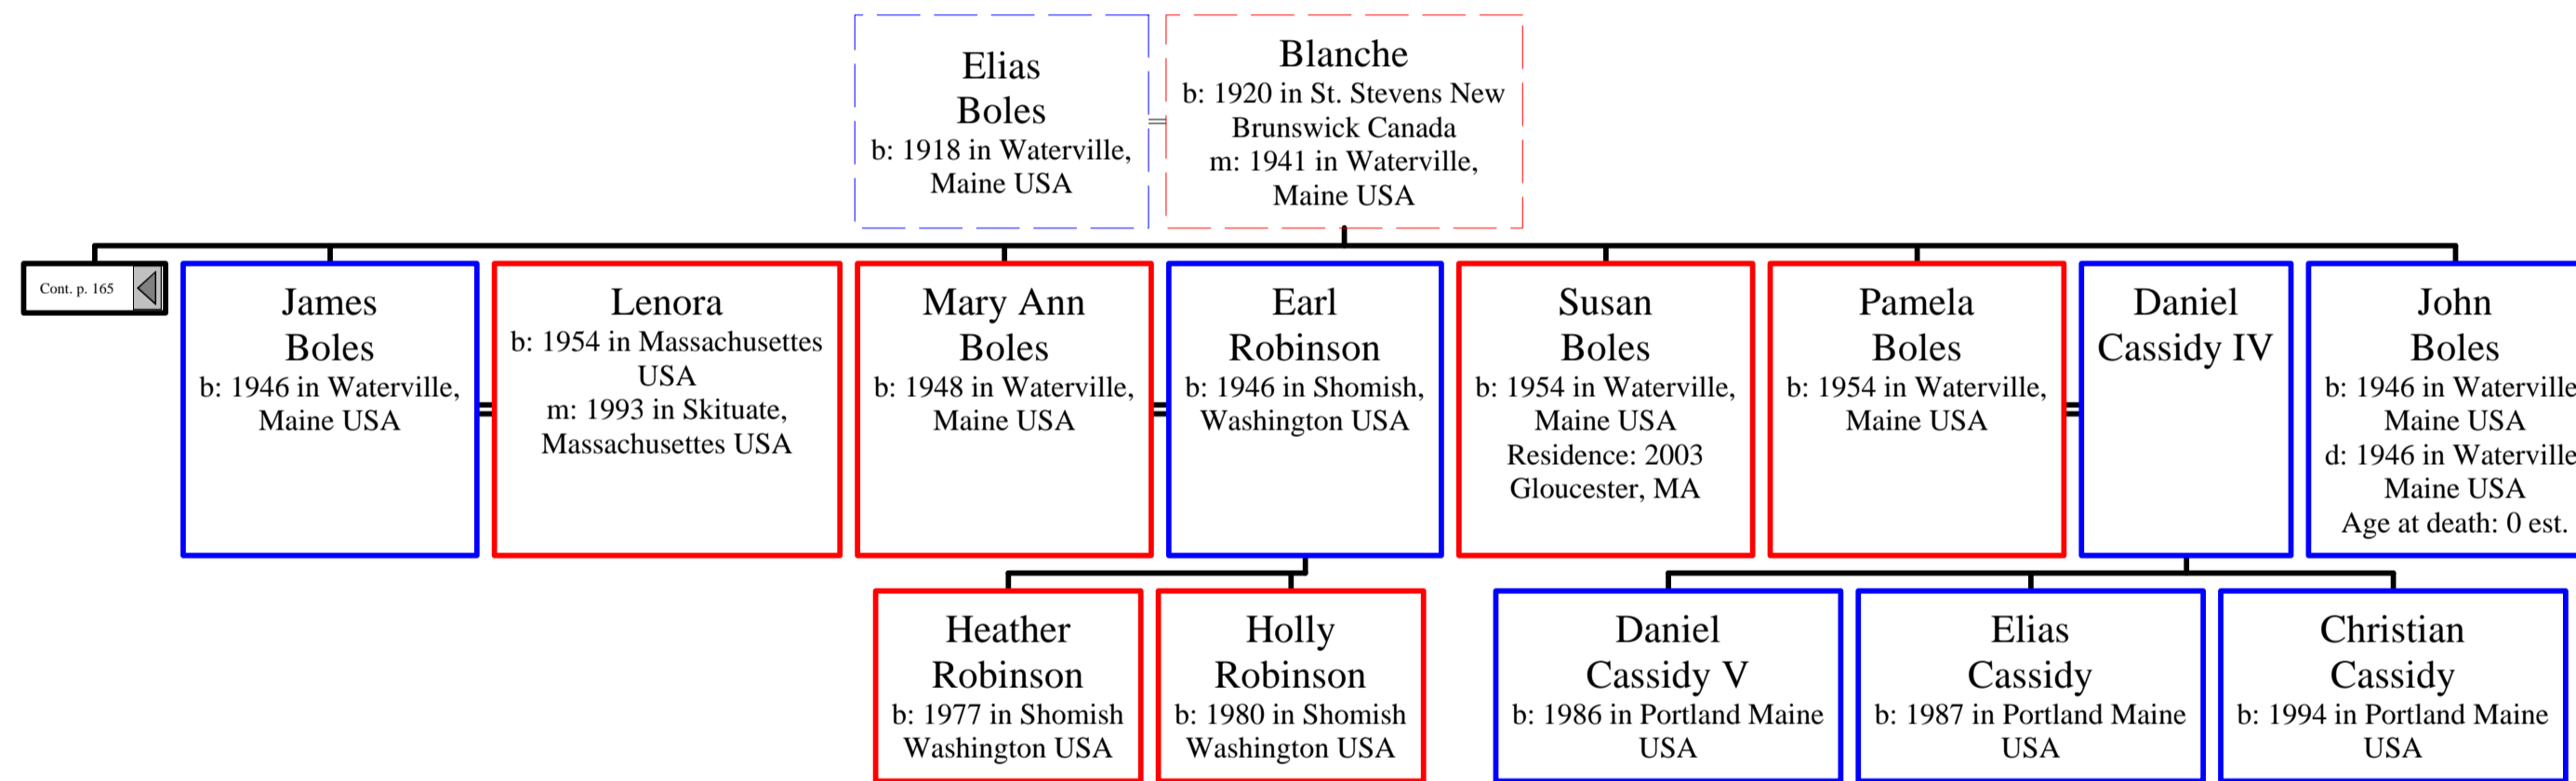 Elias
Boles
b: 1918 in Waterville,
Maine USA
Blanche
b: 1920 in St. Stevens New
Brunswick Canada
m: 1941 in Waterville,
Maine USA
Cont. p. 165
James
Boles
b: 1946 in Waterville,
Maine USA
Lenora
b: 1954 in Massachusettes
USA
m: 1993 in Skituate,
Massachusettes USA
Mary Ann
Boles
b: 1948 in Waterville,
Maine USA
Earl
Robinson
b: 1946 in Shomish,
Washington USA
Susan
Boles
b: 1954 in Waterville,
Maine USA
Residence: 2003
Gloucester, MA
Pamela
Boles
b: 1954 in Waterville,
Maine USA
Daniel
Cassidy IV
John
Boles
b: 1946 in Waterville
Maine USA
d: 1946 in Waterville
Maine USA
Age at death: 0 est.
Heather
Robinson
b: 1977 in Shomish
Washington USA
Holly
Robinson
b: 1980 in Shomish
Washington USA
Daniel
Cassidy V
b: 1986 in Portland Maine
USA
Elias
Cassidy
b: 1987 in Portland Maine
USA
Christian
Cassidy
b: 1994 in Portland Maine
USA